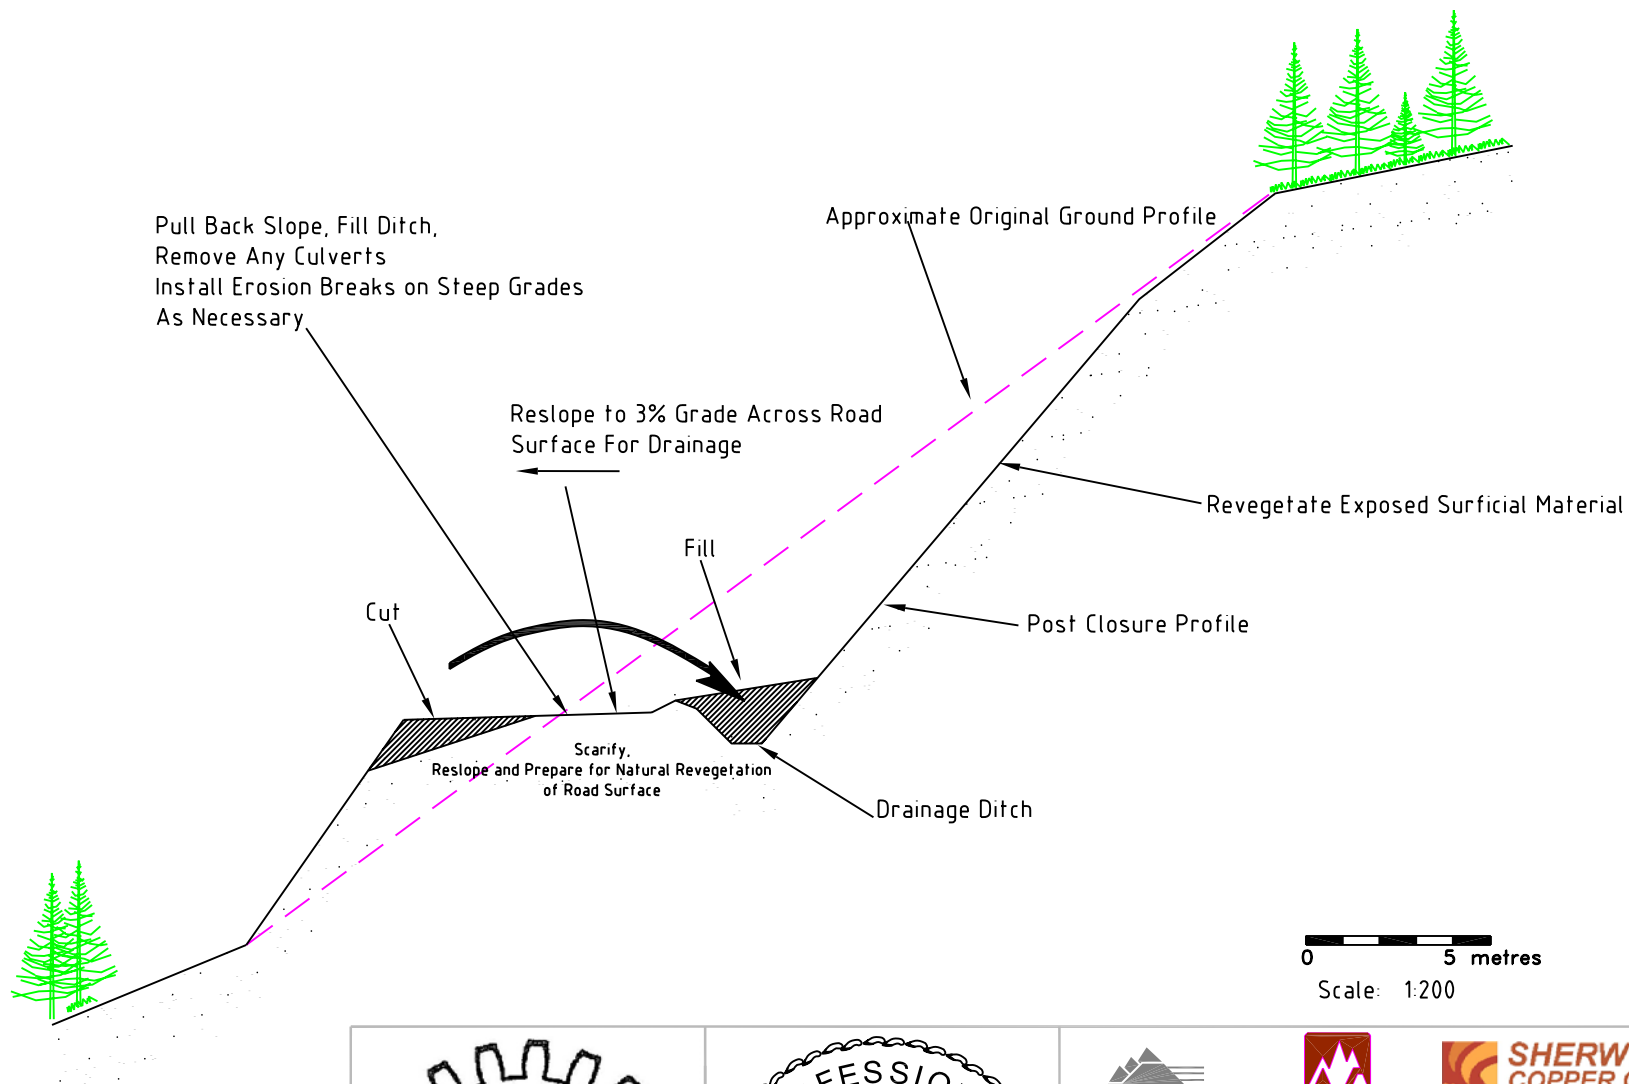 Pull Back Slope, Fill Ditch,
Remove Any Culverts
Install Erosion Breaks on Steep Grades
As Necessary
Approximate Original Ground Profile
Reslope to 3% Grade Across Road
Surface For Drainage
Revegetate Exposed Surficial Material
Fill
Cut
Post Closure Profile
Scarify,
Reslope and Prepare for Natural Revegetation
of Road Surface
Drainage Ditch
0 5 metres
Scale: 1:200
FESSIO
SHERW
COPPER